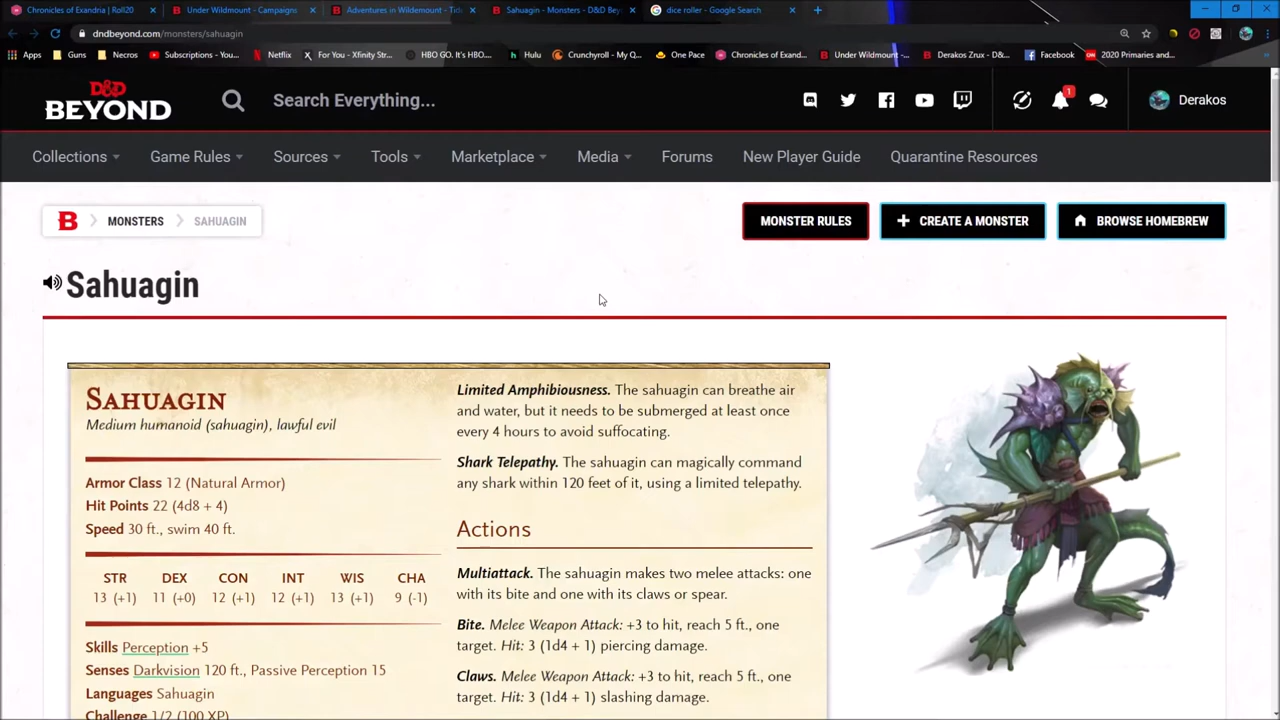 Chronicles of Exandria | Roll20
Under Wildmount - Campaigns
Adventures in Wildemount - Tid
Sahuagin - Monsters - D&D Bey
dice roller - Google Search
dndbeyond.com/monsters/sahuagin
Apps
Guns
Necros
Subscriptions - You...
Netflix
For You - Xfinity Str...
HBO GO. It's HBO...
Hulu
Crunchyroll - My Q...
One Pace
Chronicles of Exand...
Under Wildmount -...
Derakos Zrux - D&...
Facebook
2020 Primaries and...
D&D
BEYOND
Search Everything...
1
Derakos
Collections
Game Rules
Sources
Tools
Marketplace
Media
Forums
New Player Guide
Quarantine Resources
B
MONSTERS
SAHUAGIN
MONSTER RULES
+ CREATE A MONSTER
BROWSE HOMEBREW
Sahuagin
SAHUAGIN
Medium humanoid (sahuagin), lawful evil
Armor Class 12 (Natural Armor)
Hit Points 22 (4d8 + 4)
Speed 30 ft., swim 40 ft.
STR DEX CON INT WIS CHA
13 (+1) 11 (+0) 12 (+1) 12 (+1) 13 (+1) 9 (-1)
Skills Perception +5
Senses Darkvision 120 ft., Passive Perception 15
Languages Sahuagin
Challenge 1/2 (100 XP)
Limited Amphibiousness. The sahuagin can breathe air
and water, but it needs to be submerged at least once
every 4 hours to avoid suffocating.
Shark Telepathy. The sahuagin can magically command
any shark within 120 feet of it, using a limited telepathy.
Actions
Multiattack. The sahuagin makes two melee attacks: one
with its bite and one with its claws or spear.
Bite. Melee Weapon Attack: +3 to hit, reach 5 ft., one
target. Hit: 3 (1d4 + 1) piercing damage.
Claws. Melee Weapon Attack: +3 to hit, reach 5 ft., one
target. Hit: 3 (1d4 + 1) slashing damage.